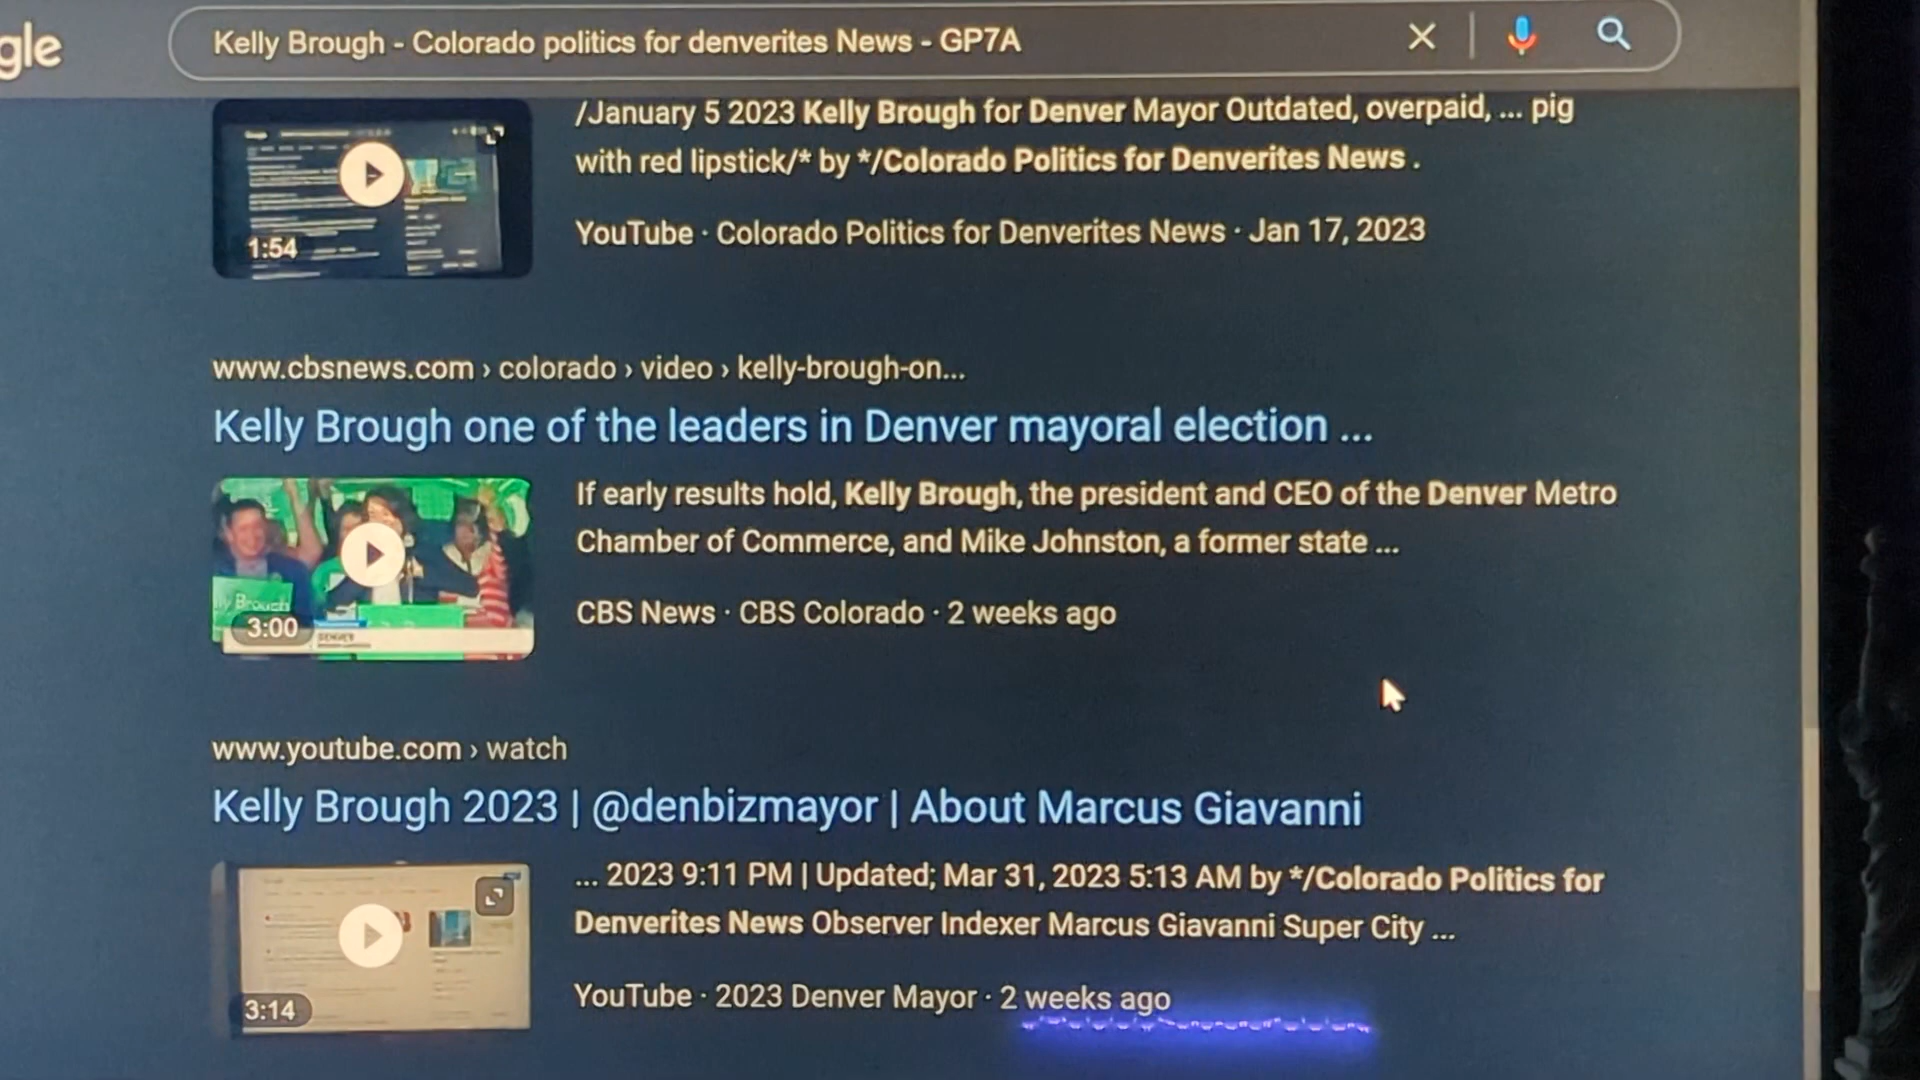 gle
Kelly Brough - Colorado politics for denverites News - GP7A
/January 5 2023 Kelly Brough for Denver Mayor Outdated, overpaid, ... pig
with red lipstick/* by */Colorado Politics for Denverites News .
1:54
YouTube · Colorado Politics for Denverites News · Jan 17, 2023
www.cbsnews.com › colorado › video › kelly-brough-on...
Kelly Brough one of the leaders in Denver mayoral election ...
If early results hold, Kelly Brough, the president and CEO of the Denver Metro
Chamber of Commerce, and Mike Johnston, a former state ...
Brough
3:00
DENVER
CBS News · CBS Colorado · 2 weeks ago
www.youtube.com › watch
Kelly Brough 2023 | @denbizmayor | About Marcus Giavanni
... 2023 9:11 PM | Updated; Mar 31, 2023 5:13 AM by */Colorado Politics for
Denverites News Observer Indexer Marcus Giavanni Super City ...
3:14
YouTube · 2023 Denver Mayor · 2 weeks ago